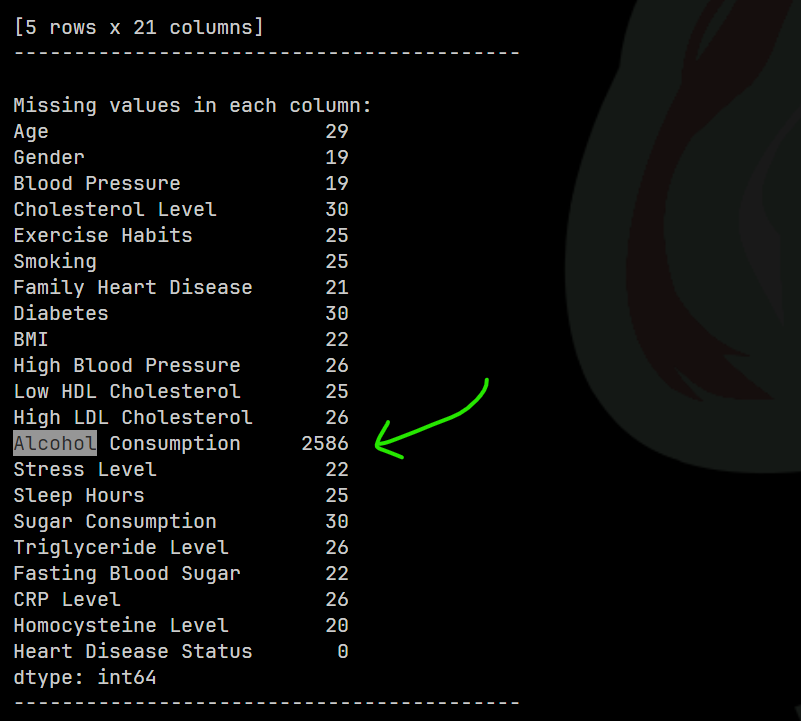 [5 rows x 21 columns]
------------------------------------------
Missing values in each column:
Age                       29
Gender                    19
Blood Pressure            19
Cholesterol Level         30
Exercise Habits           25
Smoking                   25
Family Heart Disease      21
Diabetes                  30
BMI                       22
High Blood Pressure       26
Low HDL Cholesterol       25
High LDL Cholesterol      26
Alcohol Consumption     2586
Stress Level              22
Sleep Hours               25
Sugar Consumption         30
Triglyceride Level        26
Fasting Blood Sugar       22
CRP Level                 26
Homocysteine Level        20
Heart Disease Status       0
dtype: int64
------------------------------------------